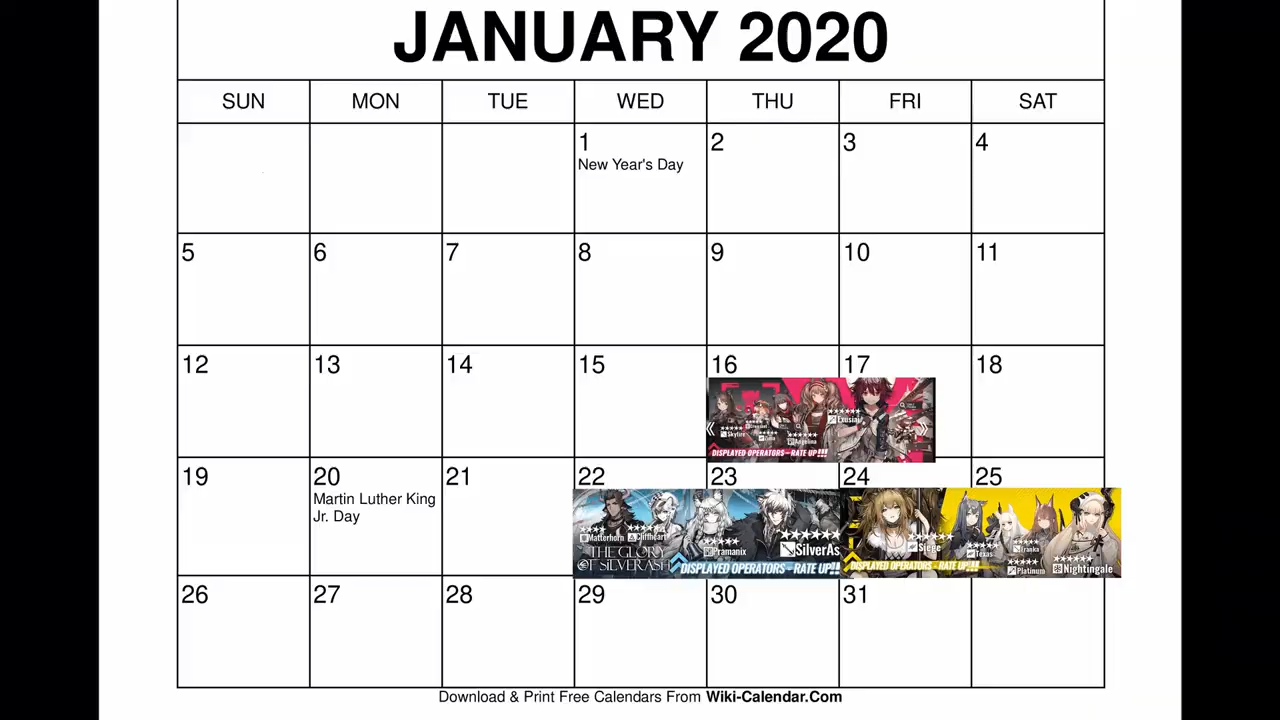 JANUARY 2020
SUN MON TUE WED THU FRI SAT
1 2 3 4
New Year's Day
5 6 7 8 9 10 11
12 13 14 15 16 17 18
Skyfire
Angelina
Exusiai
DISPLAYED OPERATORS - RATE UP!!!
19 20 21 22 23 24 25
Martin Luther King
Jr. Day
Matterhorn Cliffheart Pramanix SilverAs
THE GLORY
OF SILVERASH
DISPLAYED OPERATORS - RATE UP!
Siege Texas Franka
Platinum Nightingale
DISPLAYED OPERATORS - RATE UP!!!
26 27 28 29 30 31
Download & Print Free Calendars From Wiki-Calendar.Com